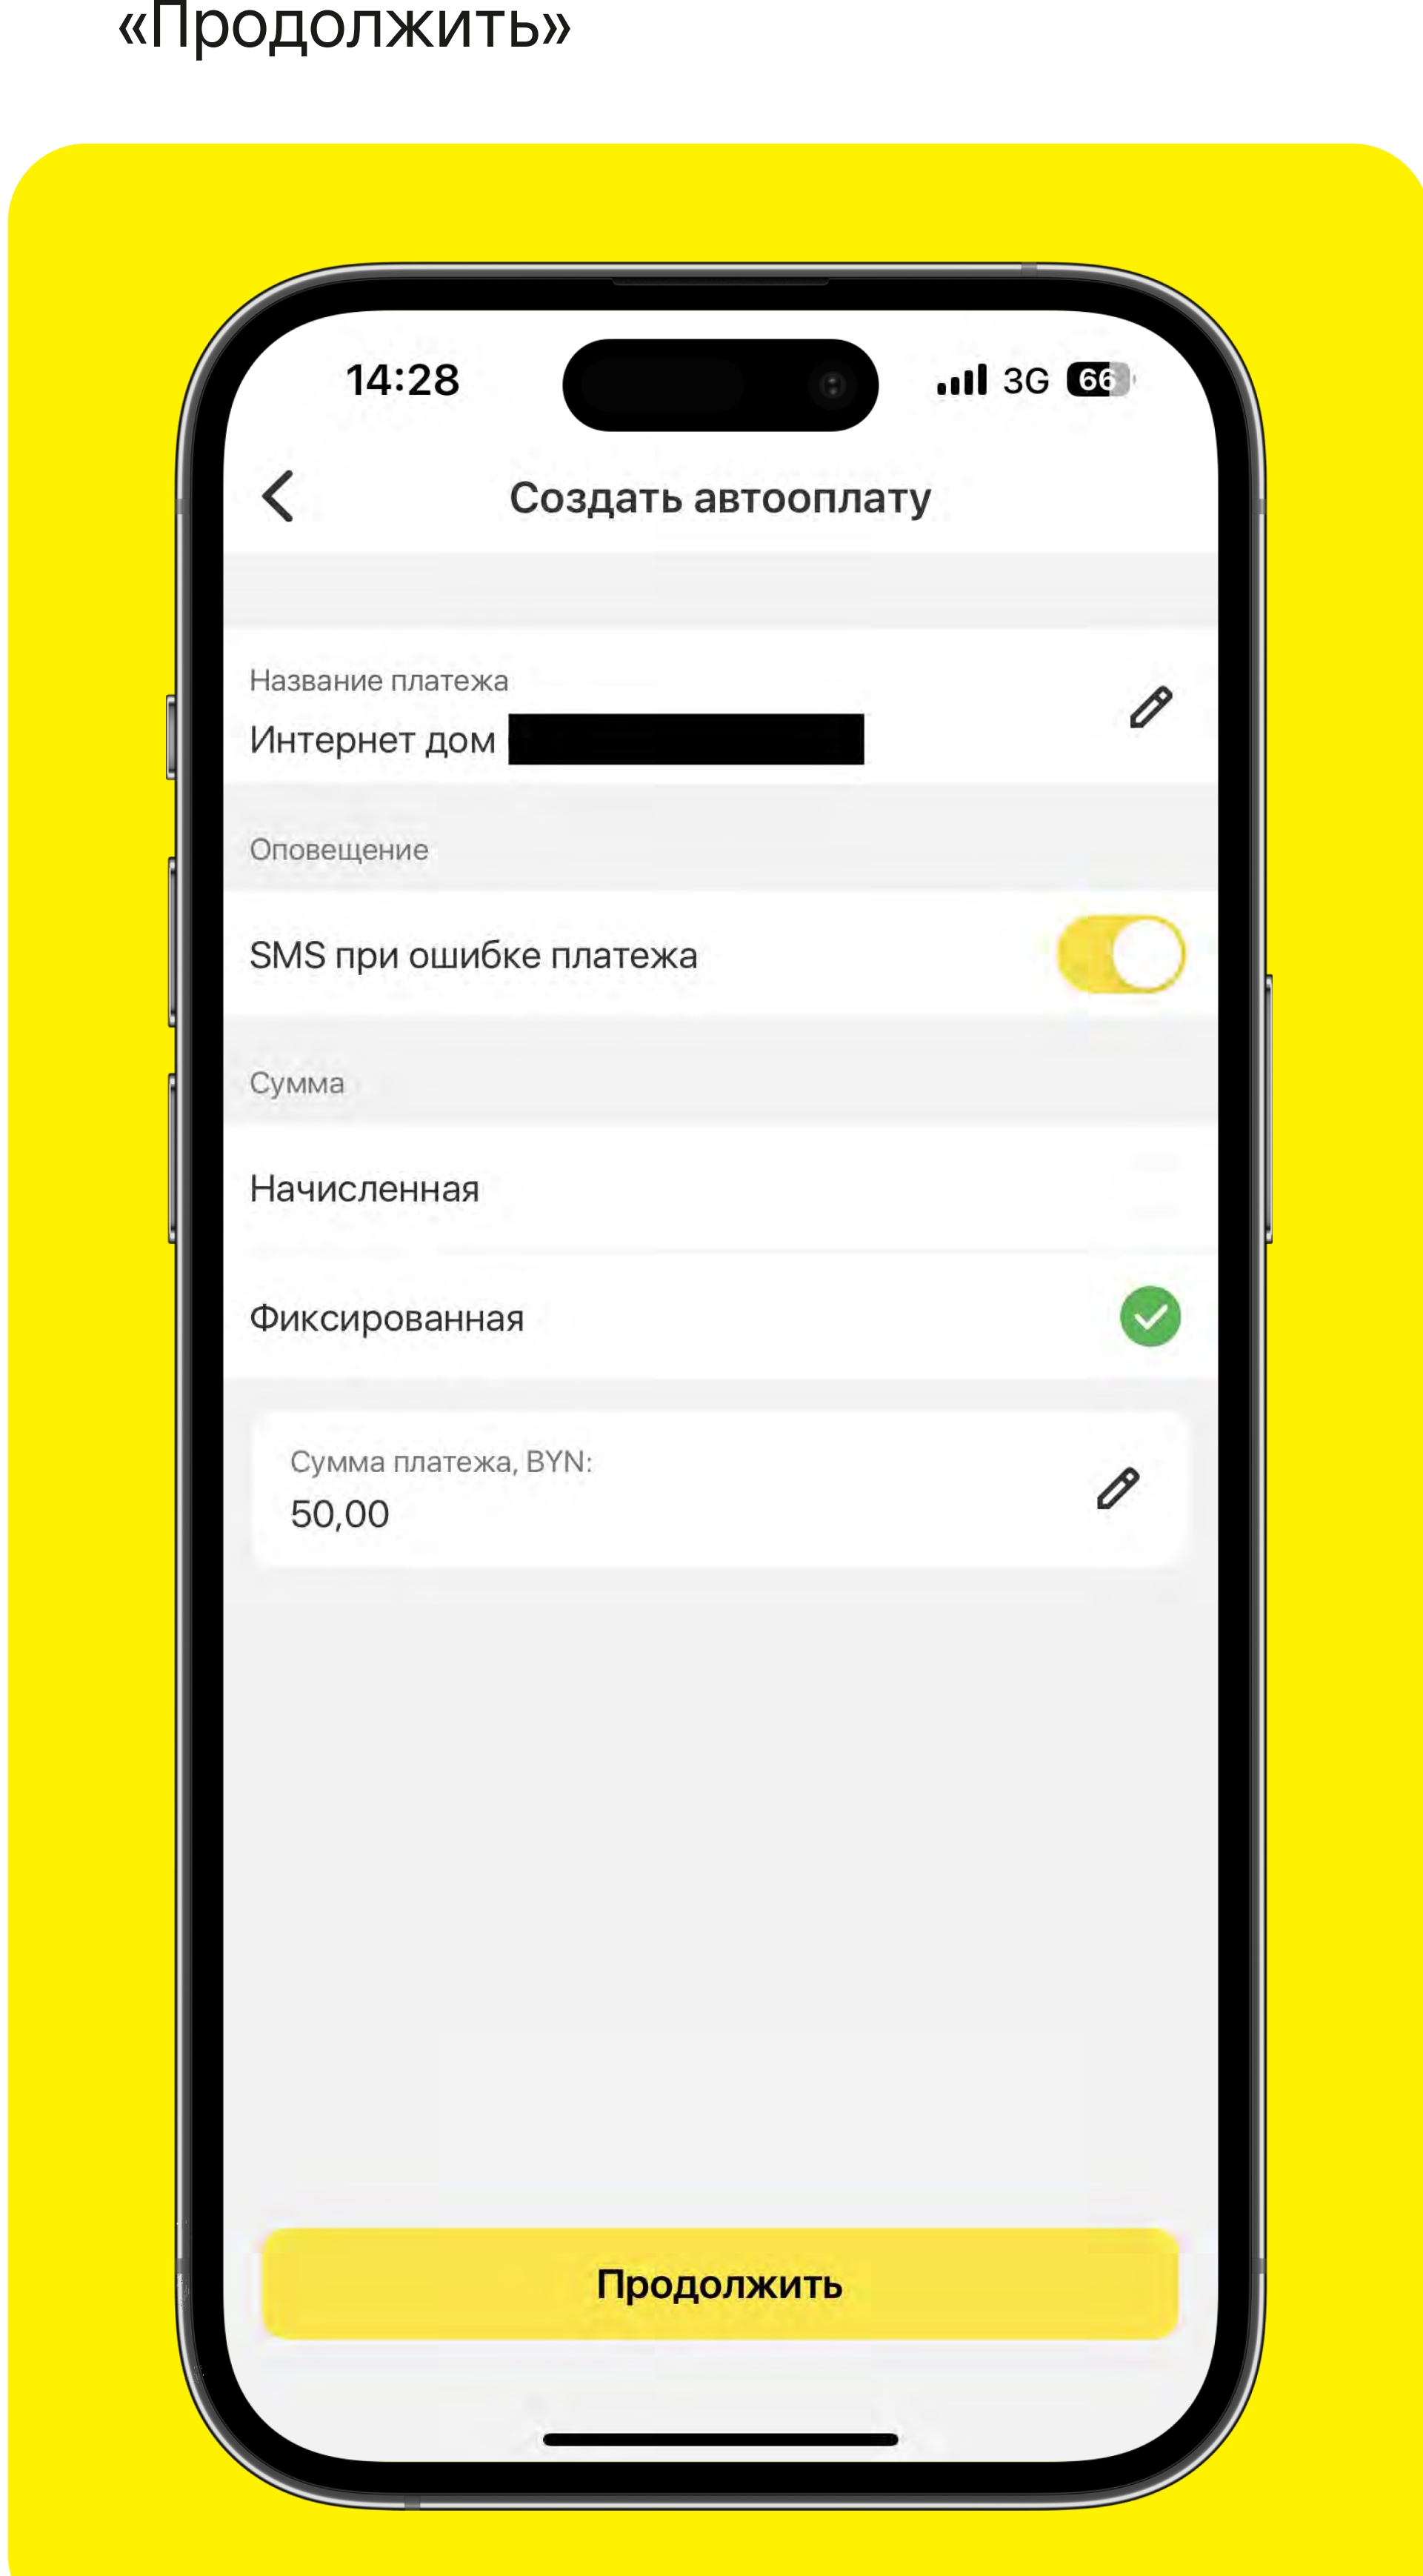 «Продолжить»
14:28
3G 66
Создать автооплату
Название платежа
Интернет дом
Оповещение
SMS при ошибке платежа
Сумма
Начисленная
Фиксированная
Сумма платежа, BYN:
50,00
Продолжить